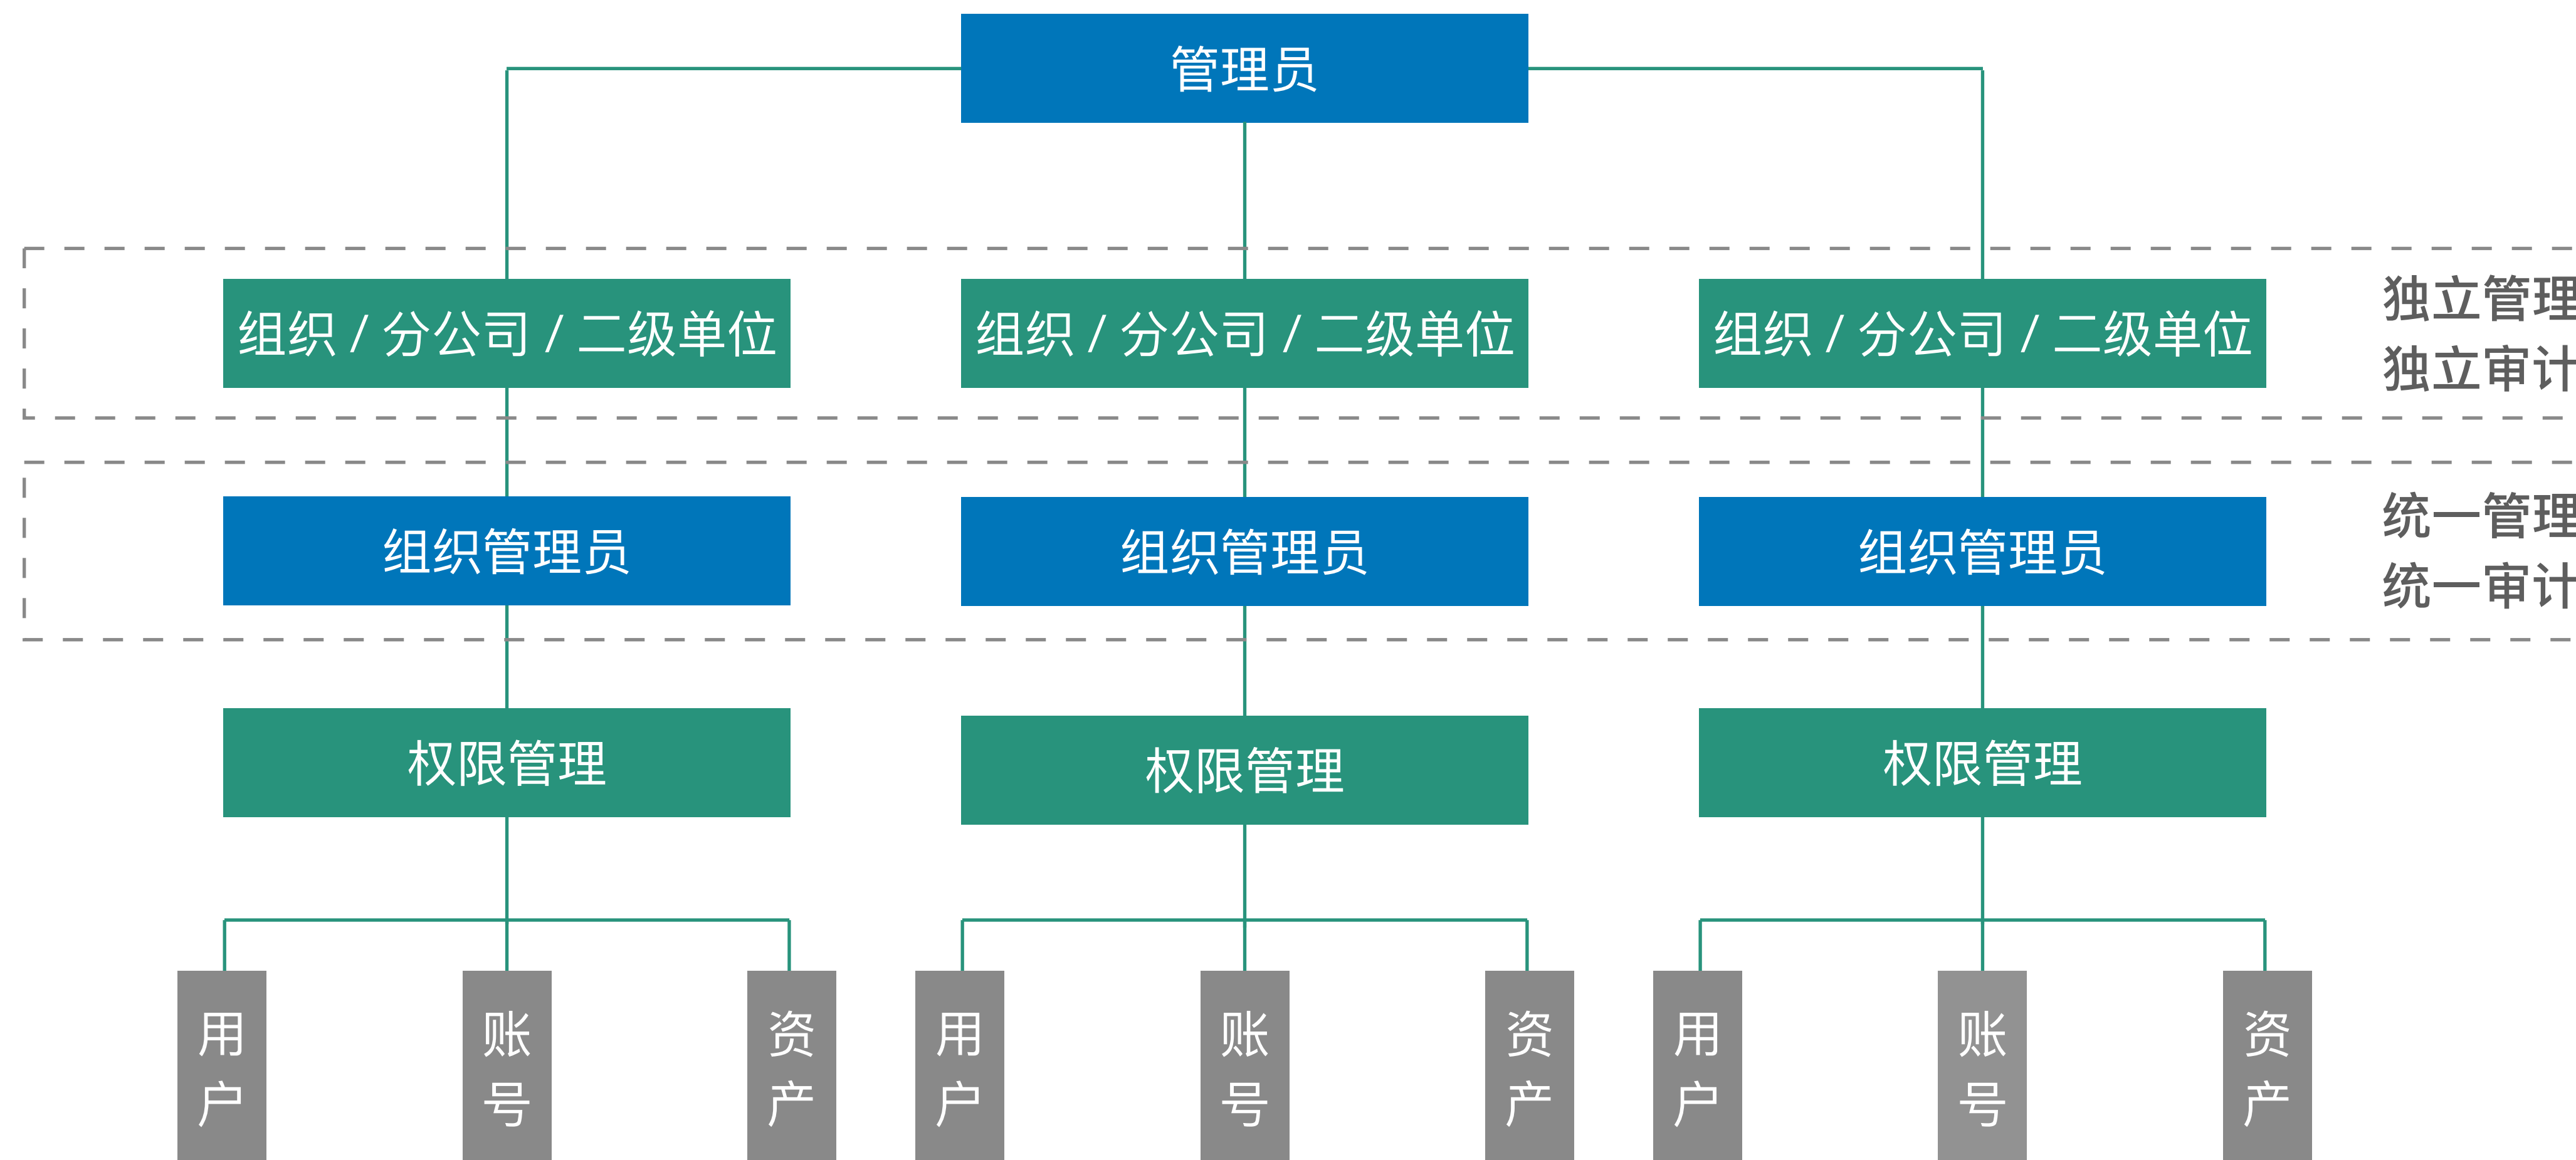 管理员
组织 / 分公司 / 二级单位
组织 / 分公司 / 二级单位
组织 / 分公司 / 二级单位
独立管理
独立审计
组织管理员
组织管理员
组织管理员
统一管理
统一审计
权限管理
权限管理
权限管理
用户
账号
资产
用户
账号
资产
用户
账号
资产